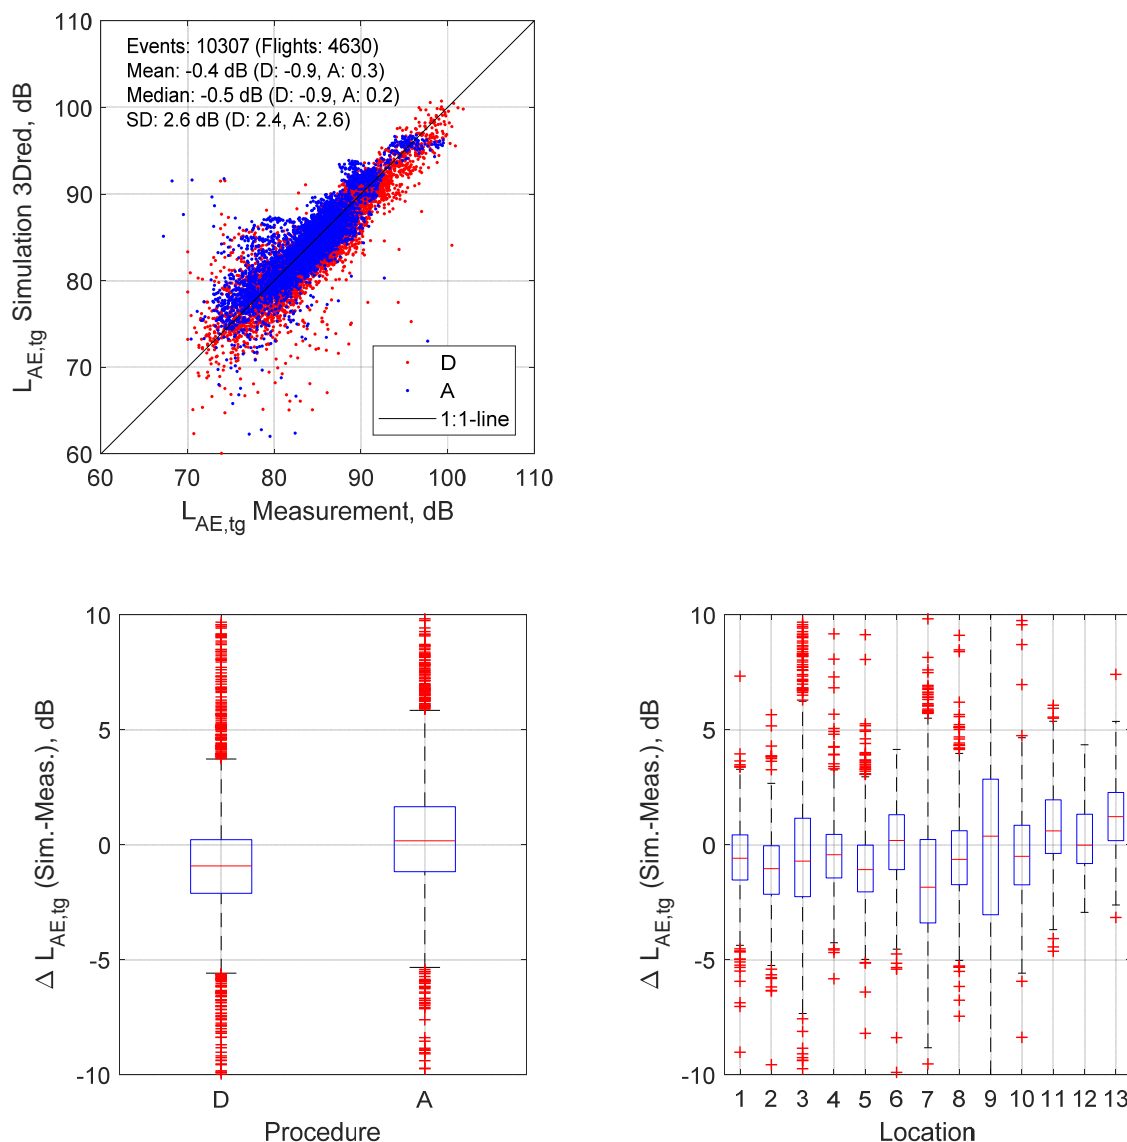 110
100
90
80
70
60
60 70 80 90 100 110
L_AE,tg Simulation 3Dred, dB
L_AE,tg Measurement, dB
Events: 10307 (Flights: 4630)
Mean: -0.4 dB (D: -0.9, A: 0.3)
Median: -0.5 dB (D: -0.9, A: 0.2)
SD: 2.6 dB (D: 2.4, A: 2.6)
D
A
1:1-line
10
5
0
-5
-10
D A
Δ L_AE,tg (Sim.-Meas.), dB
Procedure
10
5
0
-5
-10
1 2 3 4 5 6 7 8 9 10 11 12 13
Δ L_AE,tg (Sim.-Meas.), dB
Location